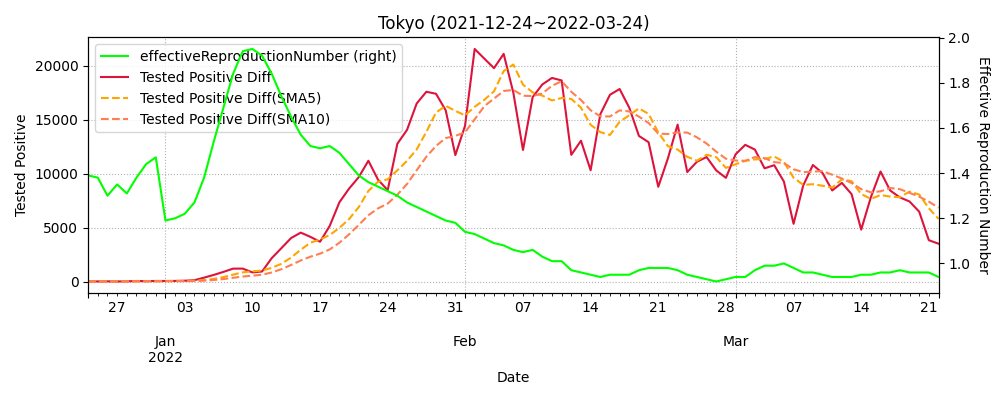 Tokyo (2021-12-24~2022-03-24)
effectiveReproductionNumber (right)
Tested Positive Diff
Tested Positive Diff(SMA5)
Tested Positive Diff(SMA10)
Tested Positive
20000
15000
10000
5000
0
2.0
1.8
1.6
1.4
1.2
1.0
Effective Reproduction Number
27 03 10 17 24 31 07 14 21 28 07 14 21
Jan Feb Mar
2022
Date